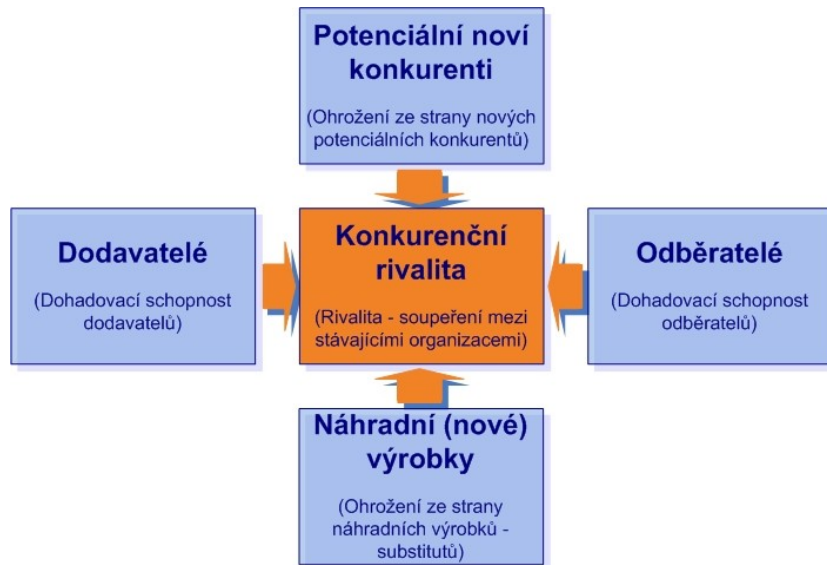 Potenciální noví
konkurenti
(Ohrožení ze strany nových
potenciálních konkurentů)
Dodavatelé
(Dohadovací schopnost
dodavatelů)
Konkurenční
rivalita
(Rivalita - soupeření mezi
stávajícími organizacemi)
Odběratelé
(Dohadovací schopnost
odběratelů)
Náhradní (nové)
výrobky
(Ohrožení ze strany
náhradních výrobků -
substitutů)